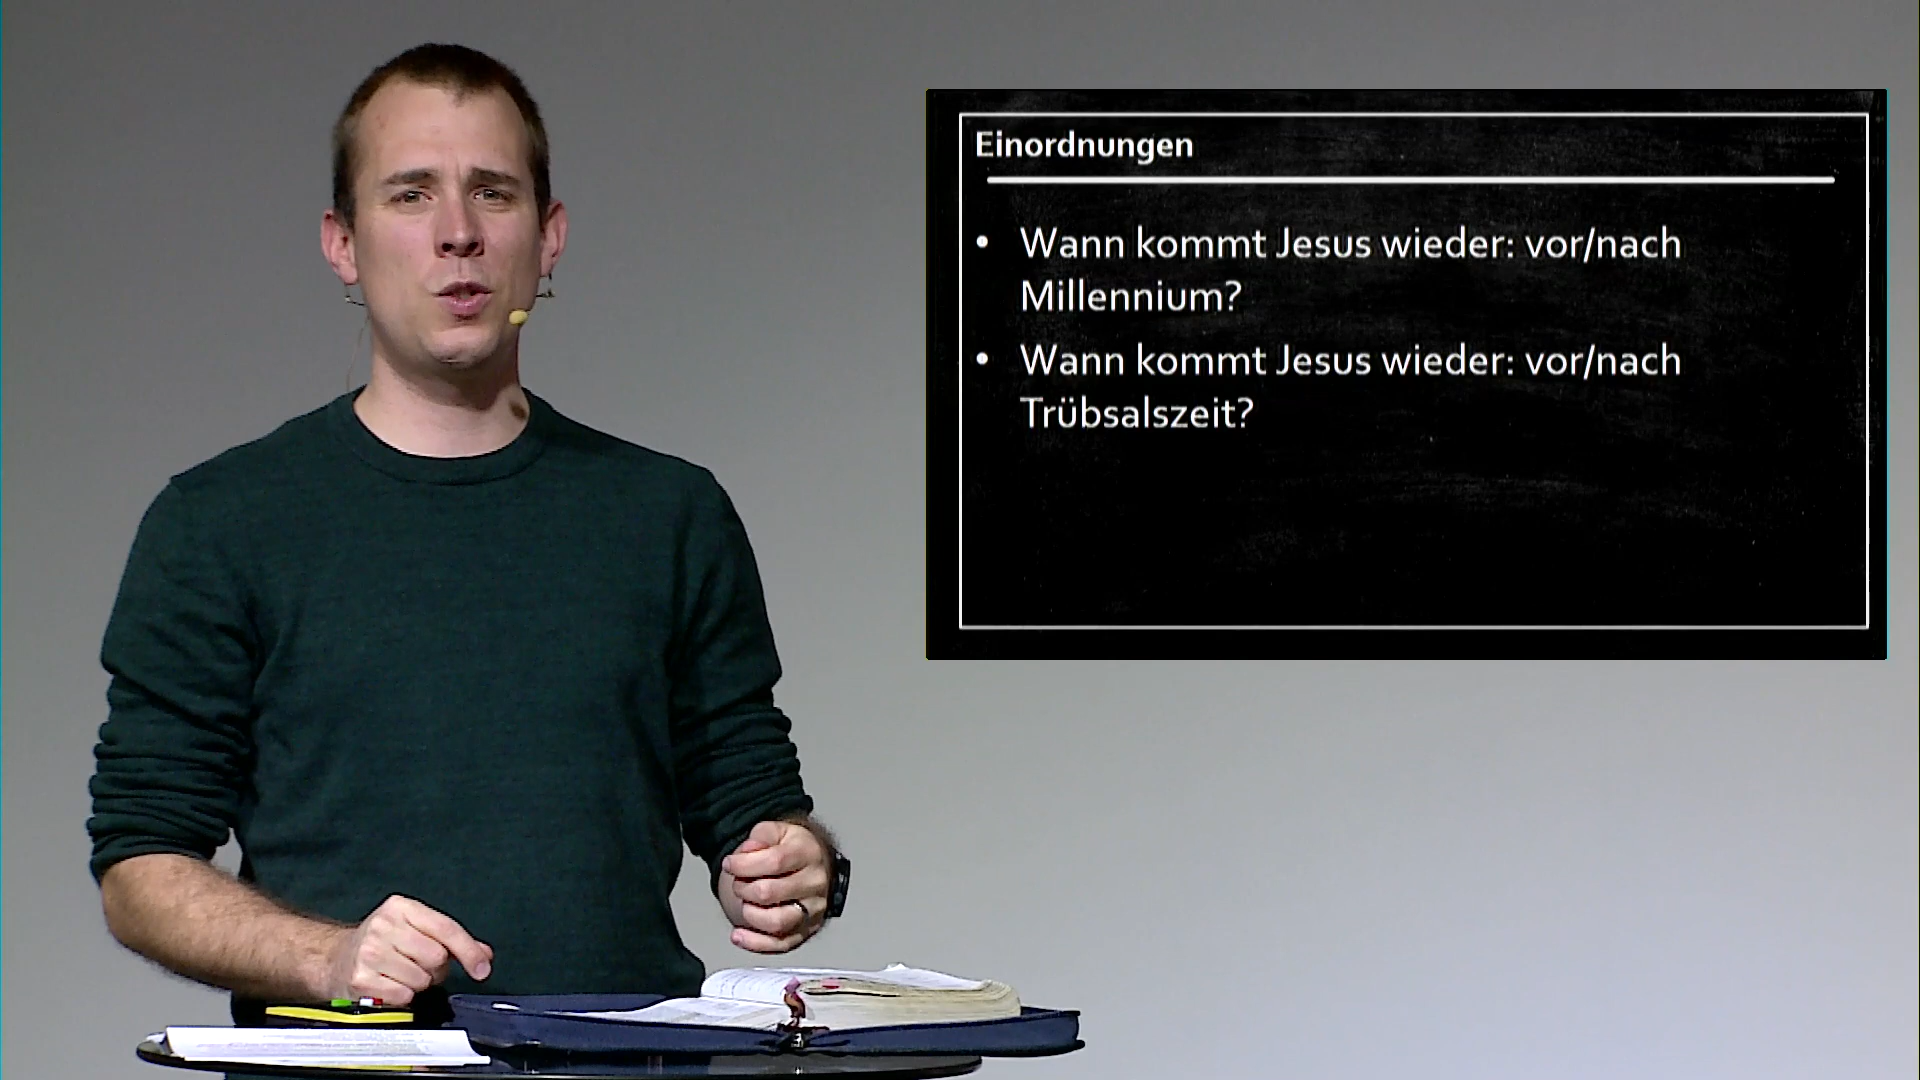 Einordnungen
• Wann kommt Jesus wieder: vor/nach
Millennium?
• Wann kommt Jesus wieder: vor/nach
Trübsalszeit?